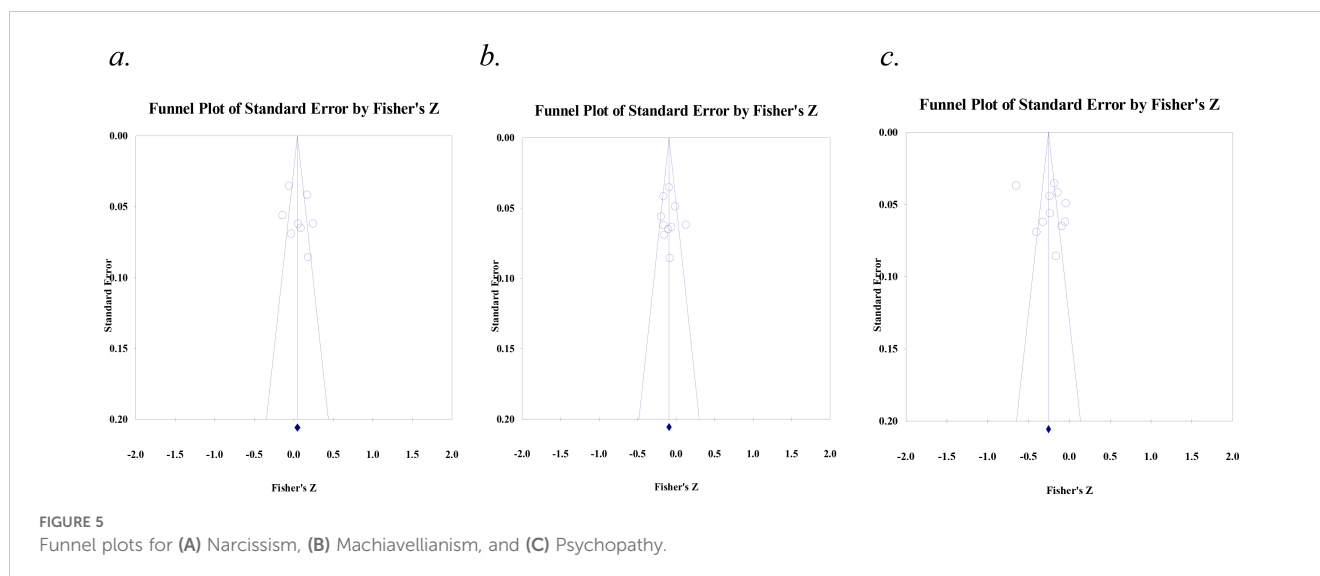 a.
b.
c.
Funnel Plot of Standard Error by Fisher's Z
Funnel Plot of Standard Error by Fisher's Z
Funnel Plot of Standard Error by Fisher's Z
0.00
0.05
0.10
0.15
0.20
Standard Error
-2.0 -1.5 -1.0 -0.5 0.0 0.5 1.0 1.5 2.0
Fisher's Z
0.00
0.05
0.10
0.15
0.20
Standard Error
-2.0 -1.5 -1.0 -0.5 0.0 0.5 1.0 1.5 2.0
Fisher's Z
0.00
0.05
0.10
0.15
0.20
Standard Error
-2.0 -1.5 -1.0 -0.5 0.0 0.5 1.0 1.5 2.0
Fisher's Z
FIGURE 5
Funnel plots for (A) Narcissism, (B) Machiavellianism, and (C) Psychopathy.